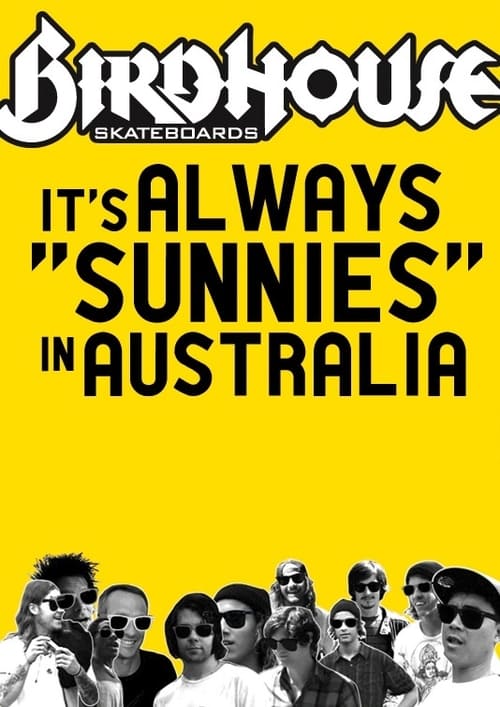 BIRDHOUSE
SKATEBOARDS
IT'S ALWAYS
"SUNNIES"
IN AUSTRALIA